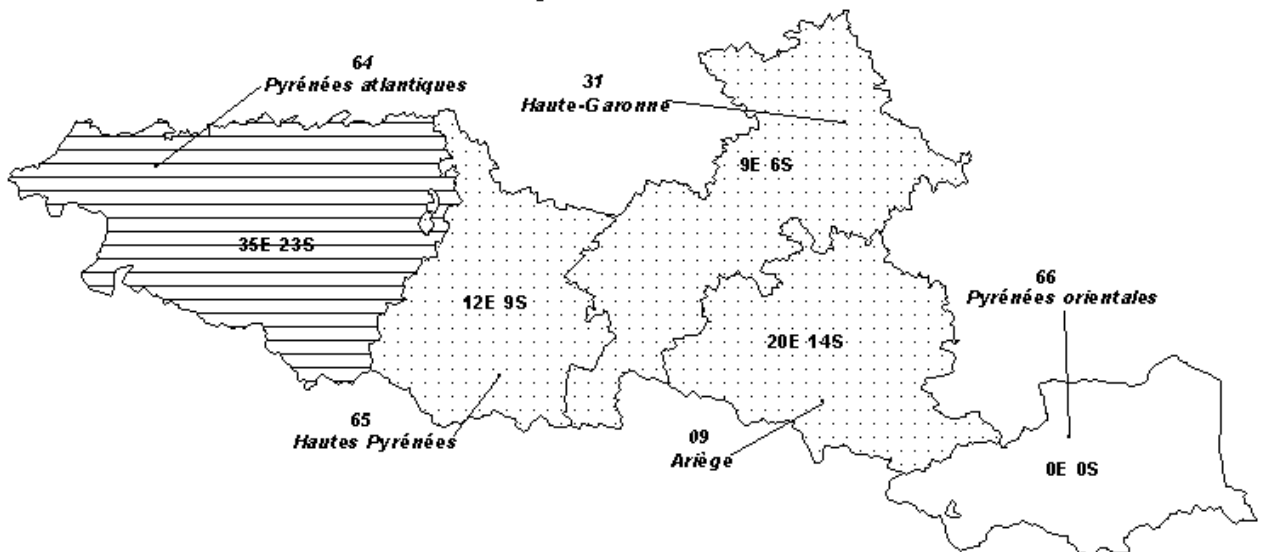 64
Pyrénées atlantiques
31
Haute-Garonne
9E 6S
35E 23S
12E 9S
66
Pyrénées orientales
20E 14S
65
Hautes Pyrénées
09
Ariège
0E 0S